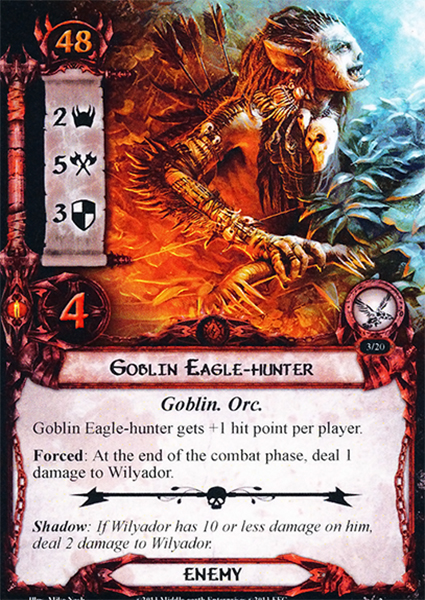 48
2
5
3
4
3/20
GOBLIN EAGLE-HUNTER
Goblin. Orc.
Goblin Eagle-hunter gets +1 hit point per player.
Forced: At the end of the combat phase, deal 1
damage to Wilyador.
Shadow: If Wilyador has 10 or less damage on him,
deal 2 damage to Wilyador.
ENEMY